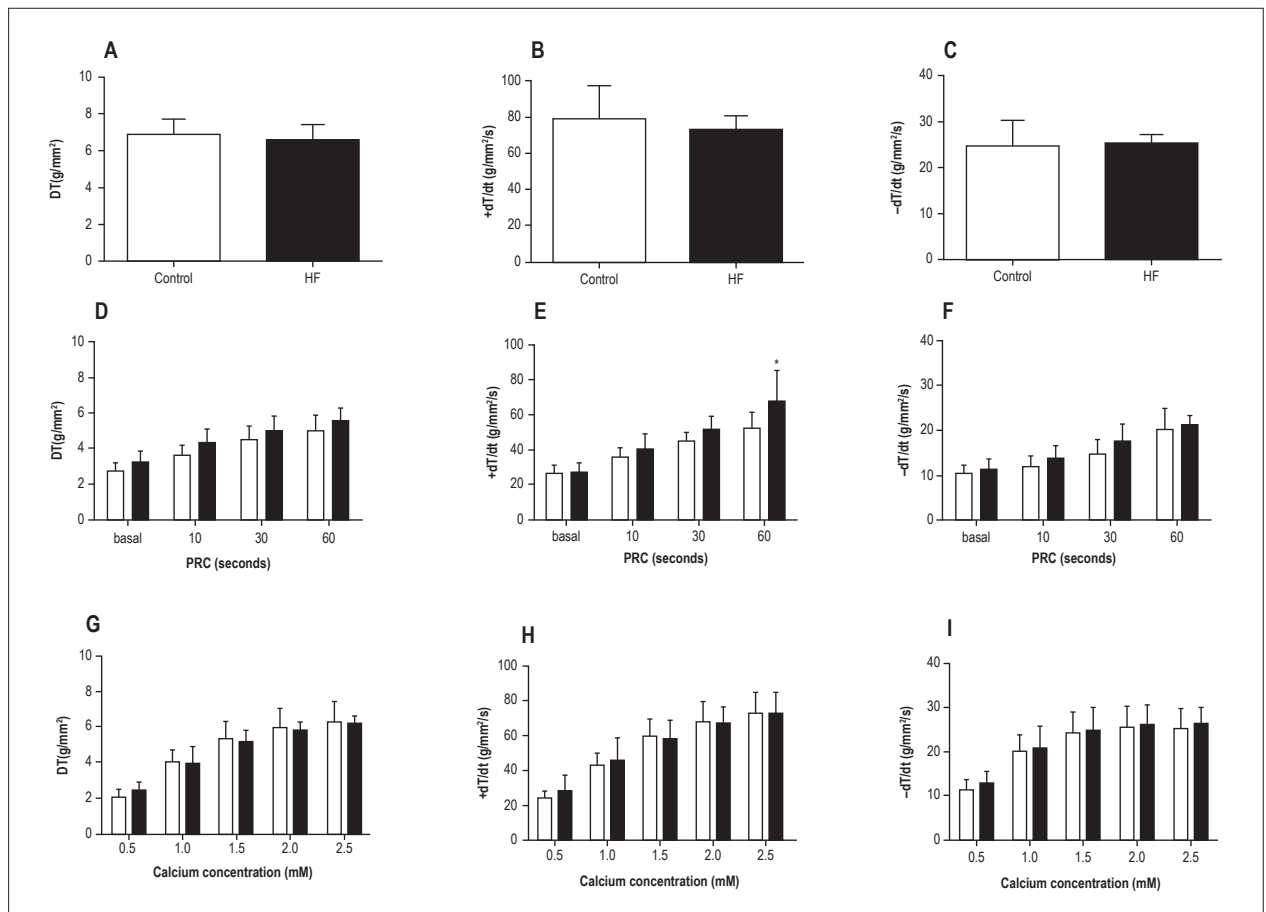 A
10
8
6
4
2
0
DT(g/mm²)
Control HF
B
100
80
60
40
20
0
+dT/dt (g/mm²/s)
Control HF
C
40
30
20
10
0
–dT/dt (g/mm²/s)
Control HF
D
10
8
6
4
2
0
DT(g/mm²)
basal 10 30 60
PRC (seconds)
E
100
80
60
40
20
0
+dT/dt (g/mm²/s)
*
basal 10 30 60
PRC (seconds)
F
40
30
20
10
0
–dT/dt (g/mm²/s)
basal 10 30 60
PRC (seconds)
G
10
8
6
4
2
0
DT(g/mm²)
0.5 1.0 1.5 2.0 2.5
Calcium concentration (mM)
H
100
80
60
40
20
0
+dT/dt (g/mm²/s)
0.5 1.0 1.5 2.0 2.5
Calcium concentration (mM)
I
40
30
20
10
0
–dT/dt (g/mm²/s)
0.5 1.0 1.5 2.0 2.5
Calcium concentration (mM)